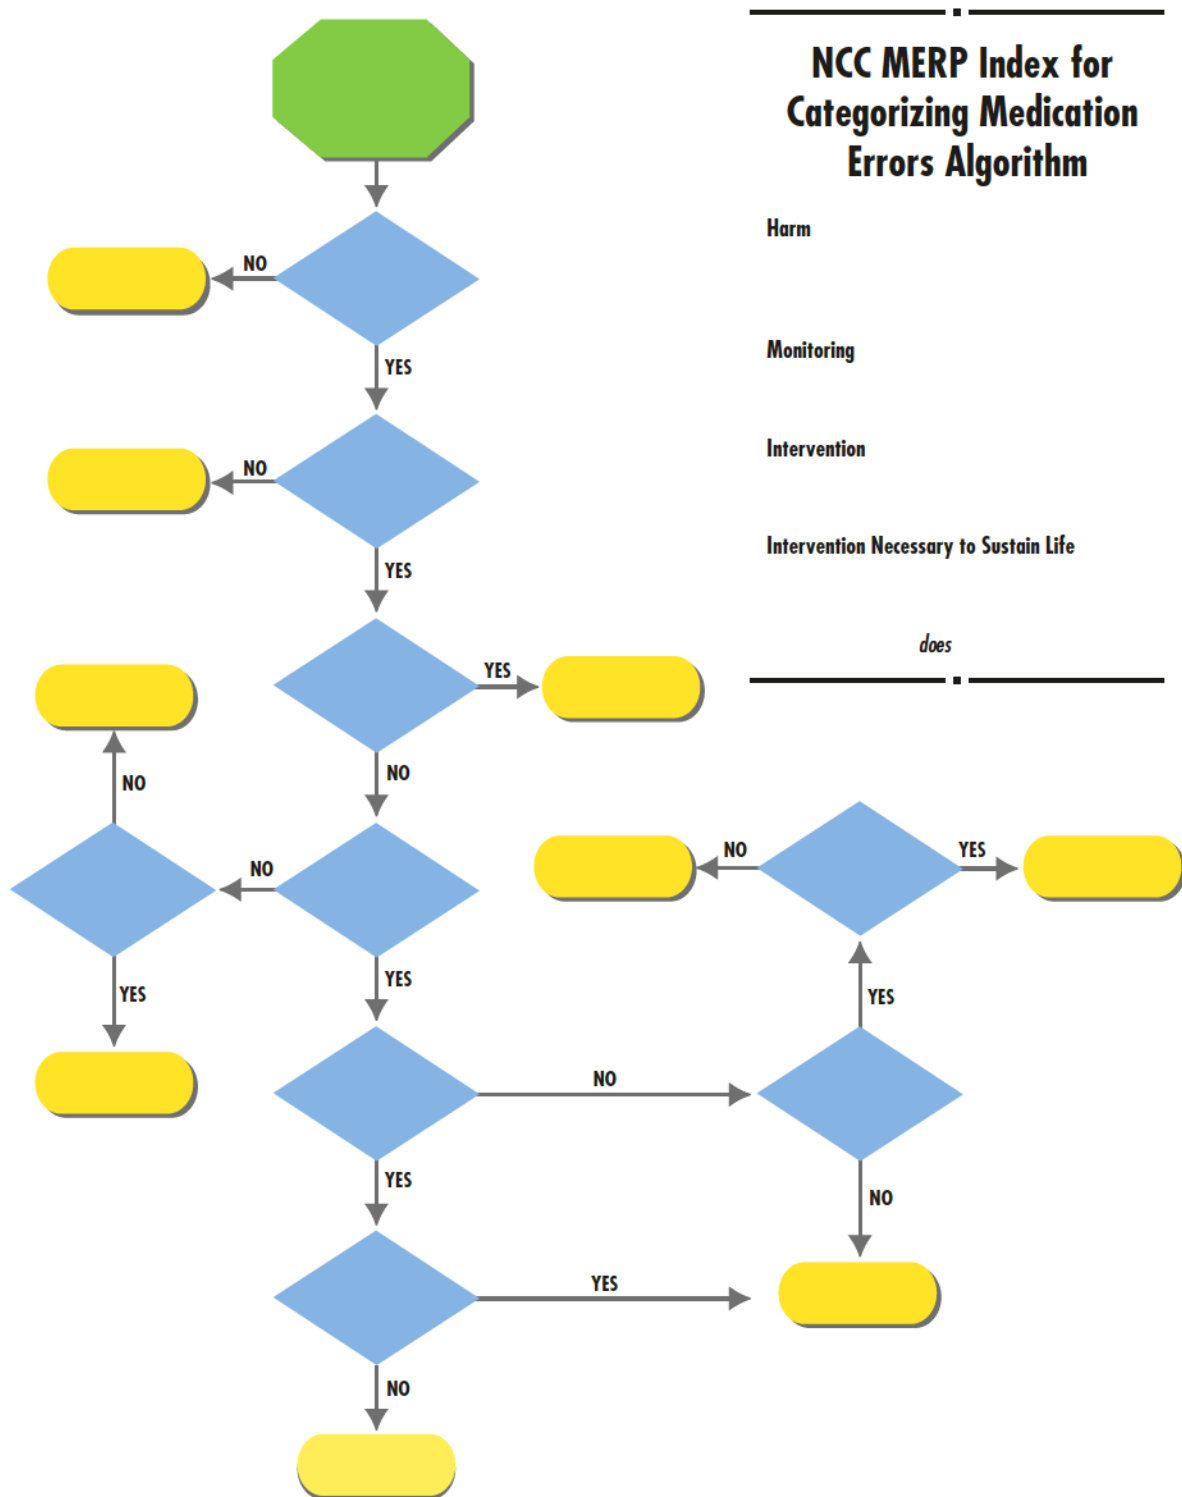 NCC MERP Index for
Categorizing Medication
Errors Algorithm
Harm
Monitoring
Intervention
Intervention Necessary to Sustain Life
does
NO
YES
NO
YES
YES
NO
NO
NO
YES
YES
NO
YES
YES
NO
YES
NO
YES
NO